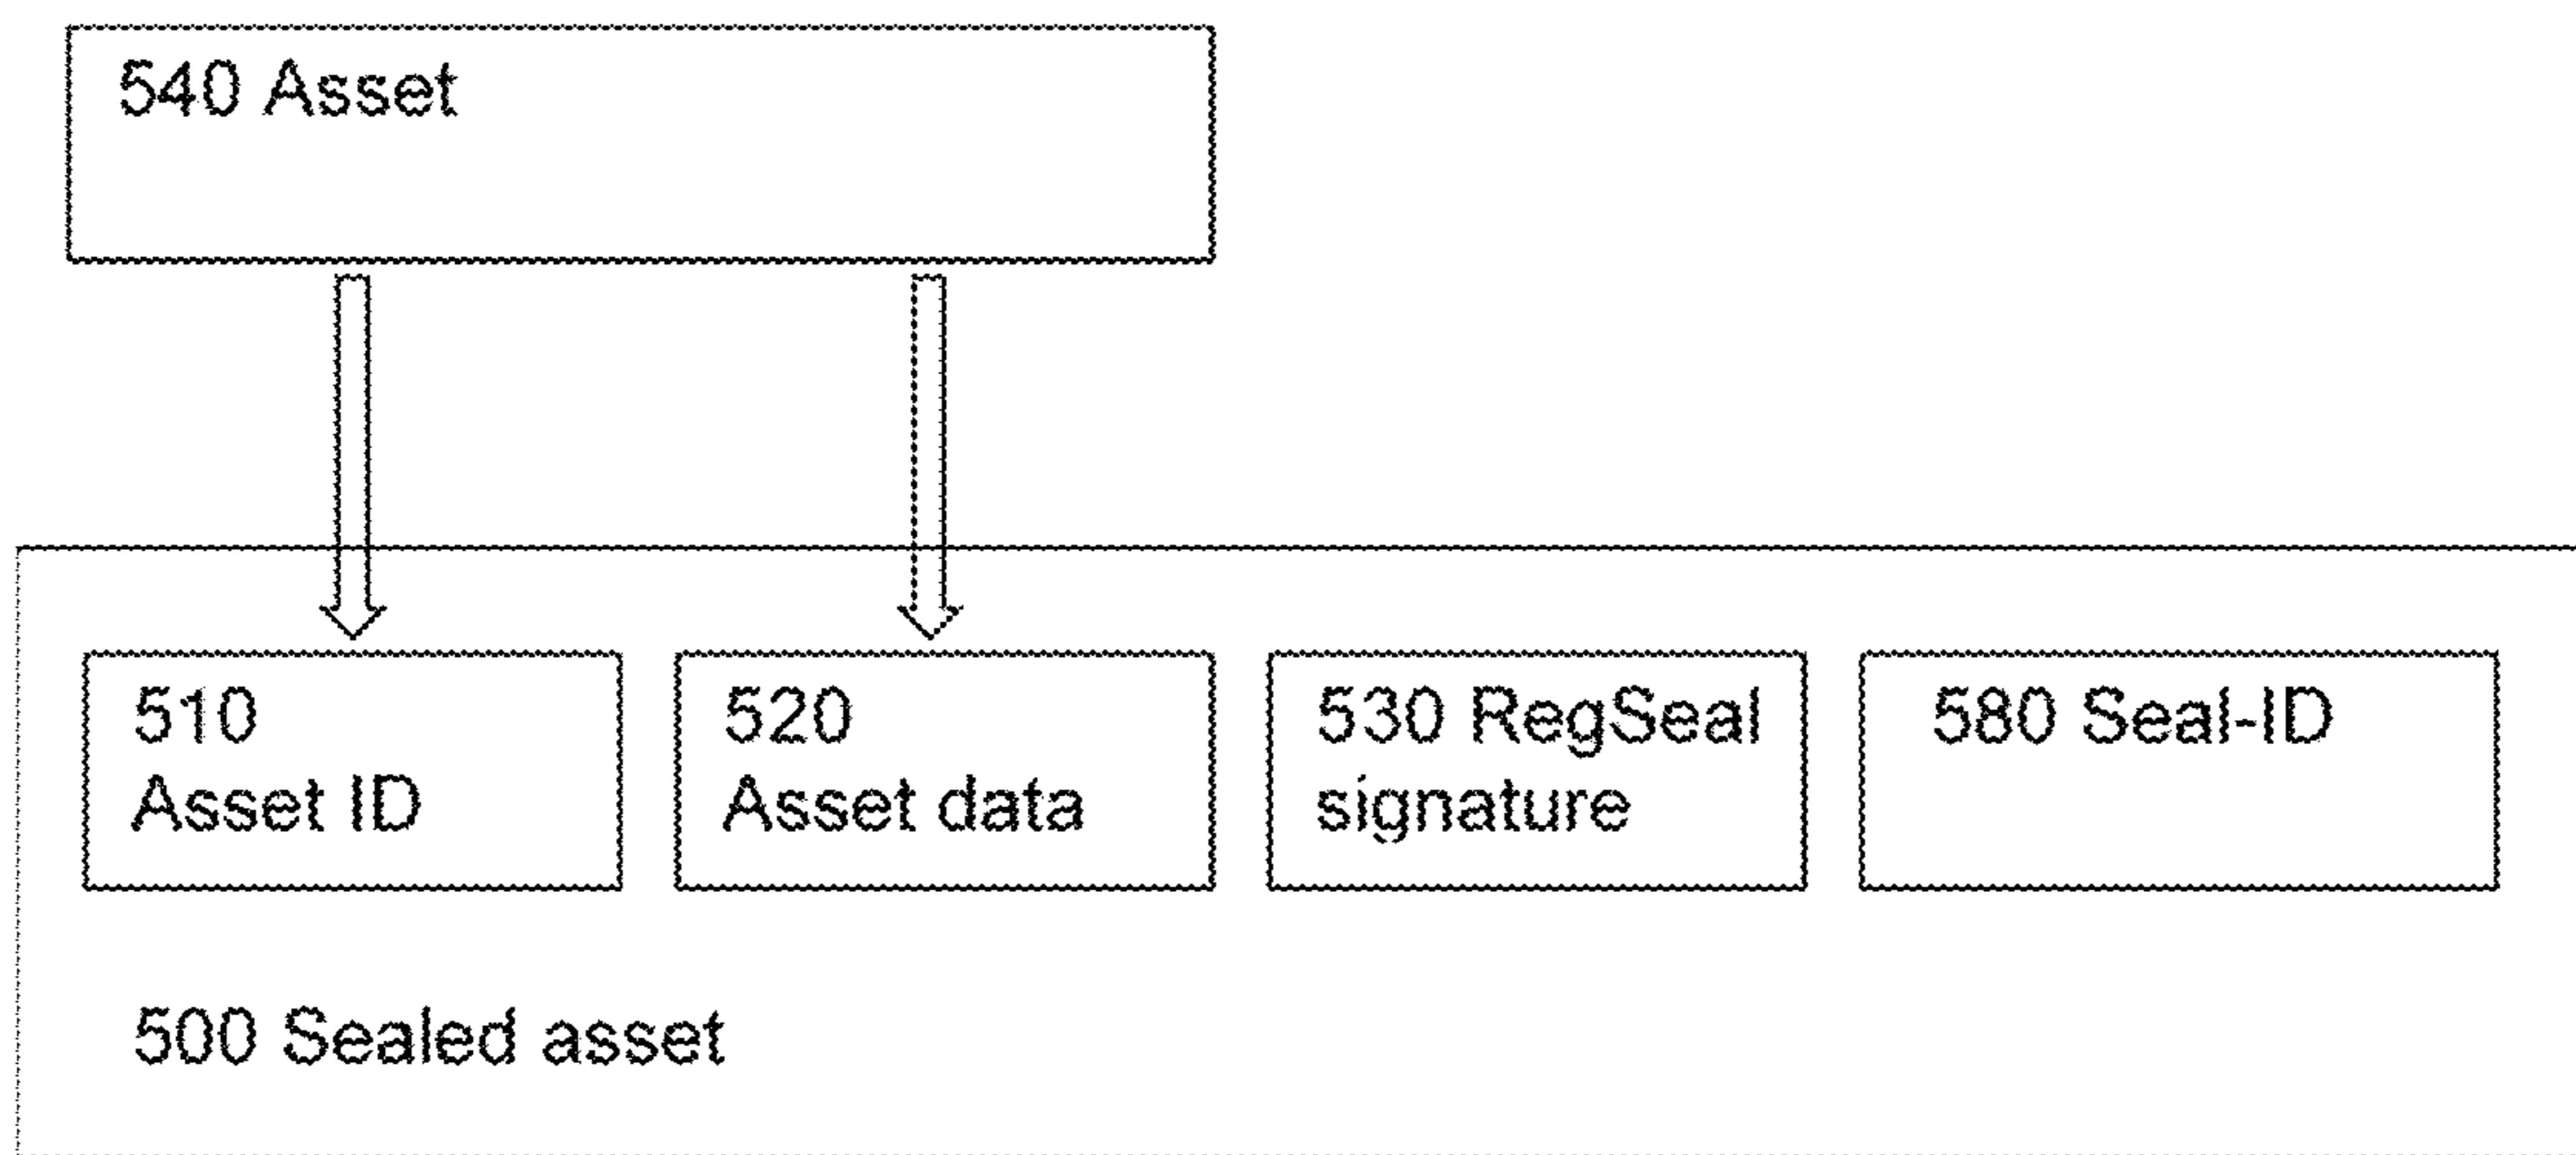 540 Asset
510
Asset ID
520
Asset data
530 RegSeal
signature
580 Seal-ID
500 Sealed asset